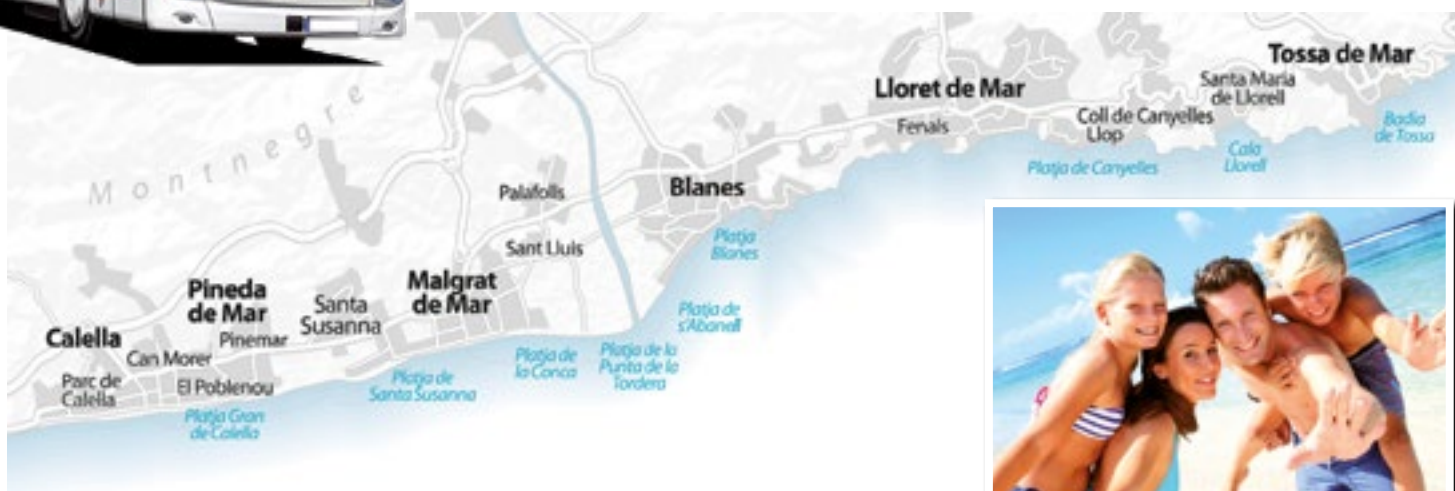 Montnegre
Calella
Parc de
Calella
Can Morer
Pineda
de Mar
Pinemar
El Poblenou
Platja Gran
de Calella
Santa
Susanna
Platja de
Santa Susanna
Malgrat
de Mar
Palafolls
Sant Lluis
Platja de
la Conca
Platja de la
Punta de la
Tordera
Blanes
Platja
Blanes
Platja de
s'Abanell
Lloret de Mar
Fenals
Coll de Canyelles
Llop
Platja de Canyelles
Santa Maria
de Llorell
Cala
Llorell
Tossa de Mar
Badia
de Tossa